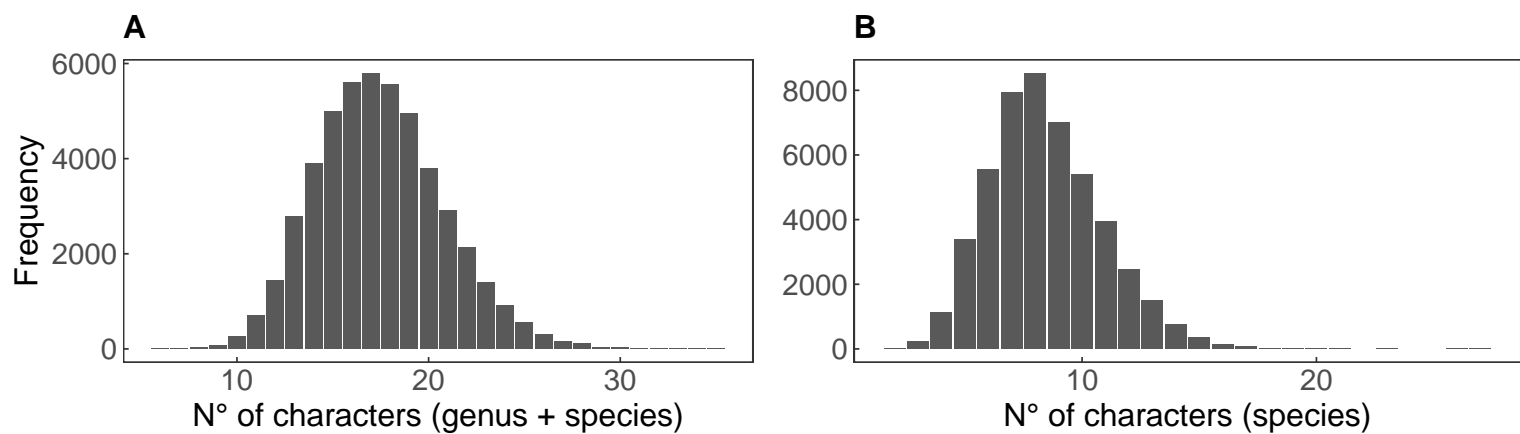 A
6000
4000
2000
0
Frequency
10 20 30
N° of characters (genus + species)
B
8000
6000
4000
2000
0
10 20
N° of characters (species)